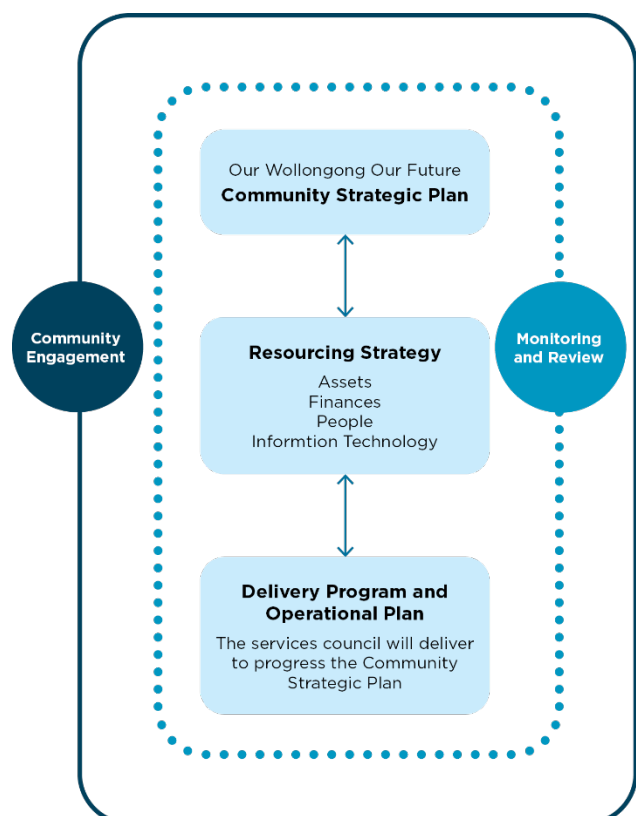 Our Wollongong Our Future
Community Strategic Plan
Community
Engagement
Resourcing Strategy
Assets
Finances
People
Informtion Technology
Monitoring
and Review
Delivery Program and
Operational Plan
The services council will deliver
to progress the Community
Strategic Plan